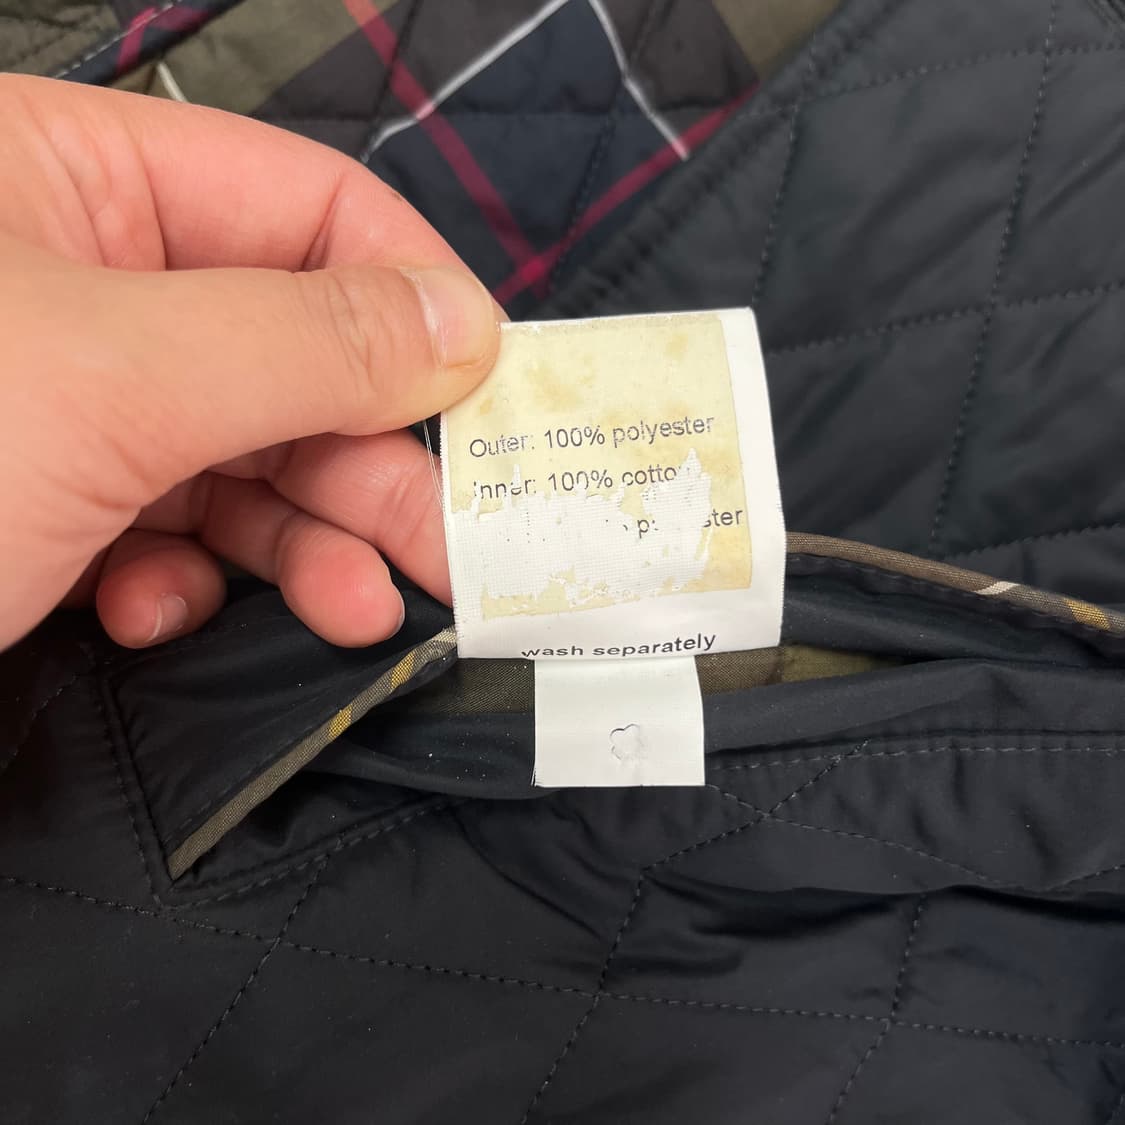 Outer: 100% polyester
Inner: 100% cotton
wash separately